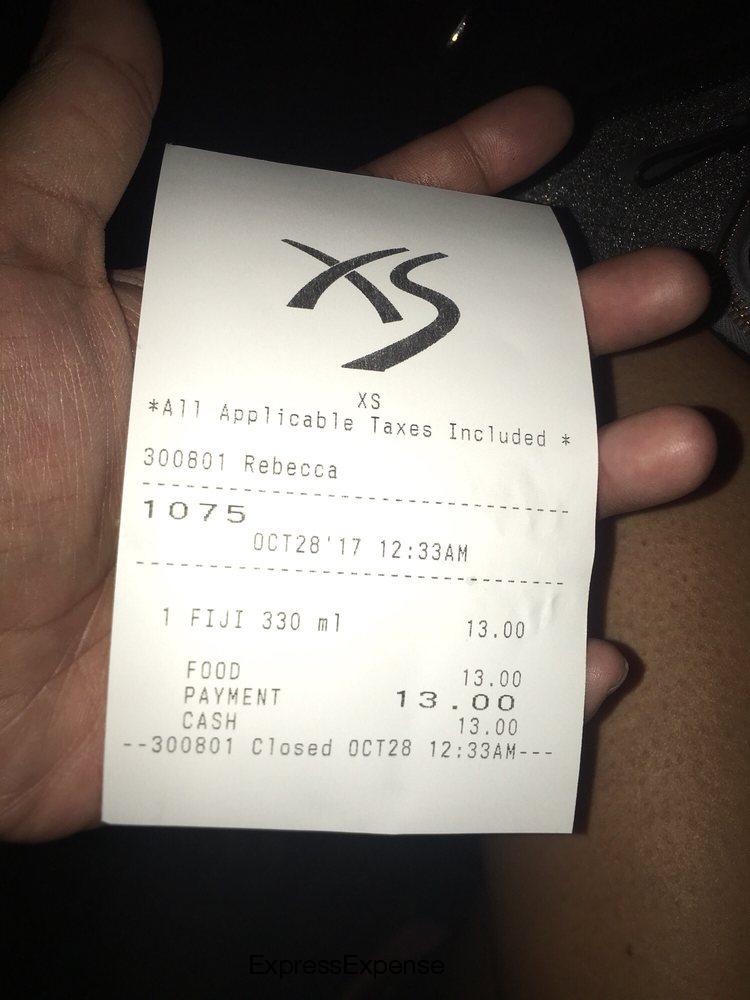 XS
XS
*All Applicable Taxes Included *
300801 Rebecca
1075
OCT28'17 12:33AM
1 FIJI 330 ml 13.00
FOOD 13.00
PAYMENT 13.00
CASH 13.00
--300801 Closed OCT28 12:33AM---
ExpressExpense